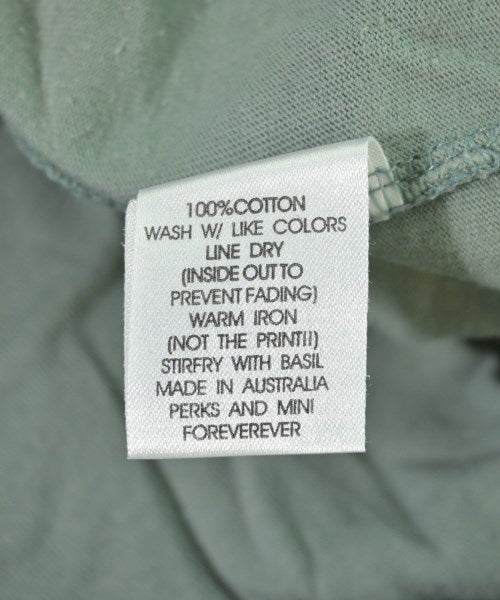 100%COTTON
WASH W/ LIKE COLORS
LINE DRY
(INSIDE OUT TO
PREVENT FADING)
WARM IRON
(NOT THE PRINT!!)
STIRFRY WITH BASIL
MADE IN AUSTRALIA
PERKS AND MINI
FOREVEREVER